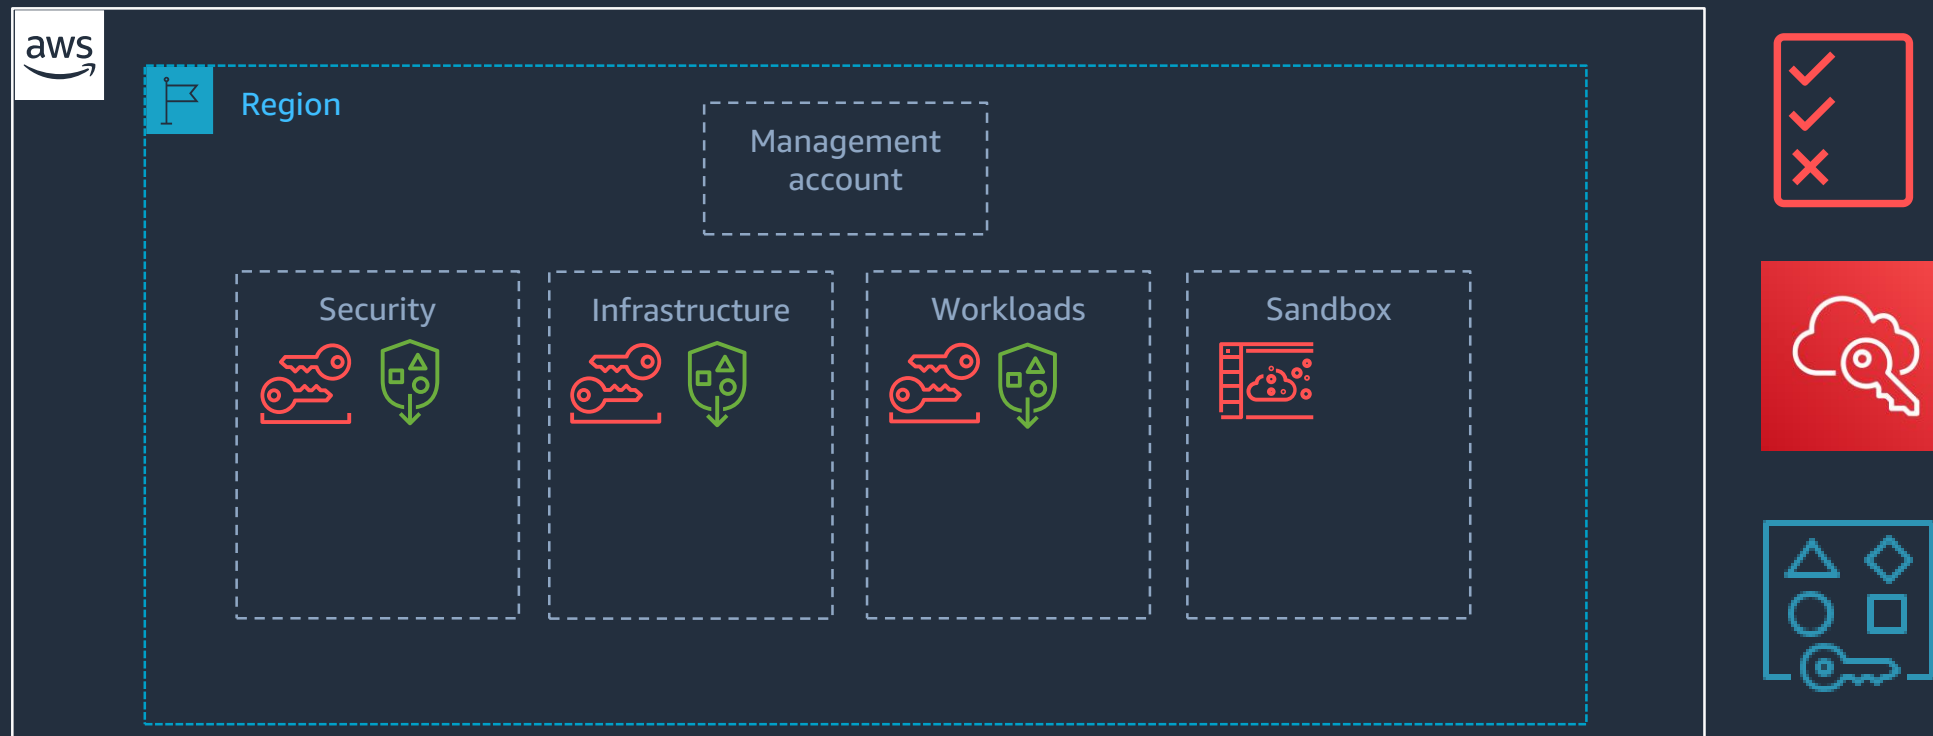 aws
Region
Management
account
Security
Infrastructure
Workloads
Sandbox